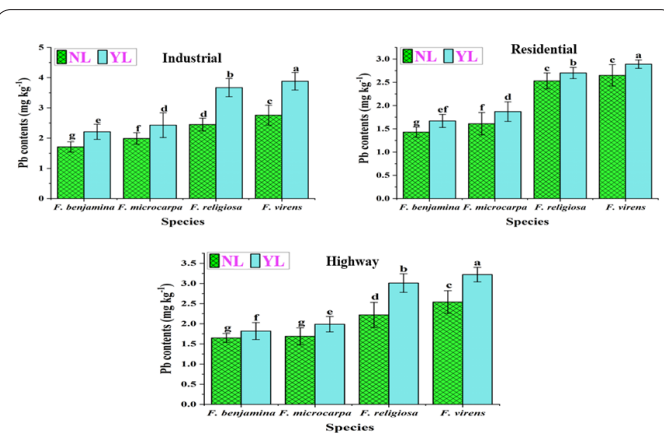 Industrial
NL YL
Pb contents (mg kg-1)
5
4
3
2
1
0
g e f d d b c a
F. benjamina F. microcarpa F. religiosa F. virens
Species
Residential
NL YL
Pb contents (mg kg-1)
3.0
2.5
2.0
1.5
1.0
0.5
0.0
g ef f d c b c a
F. benjamina F. microcarpa F. religiosa F. virens
Species
Highway
NL YL
Pb contents (mg kg-1)
3.5
3.0
2.5
2.0
1.5
1.0
0.5
0.0
g f g e d b c a
F. benjamina F. microcarpa F. religiosa F. virens
Species